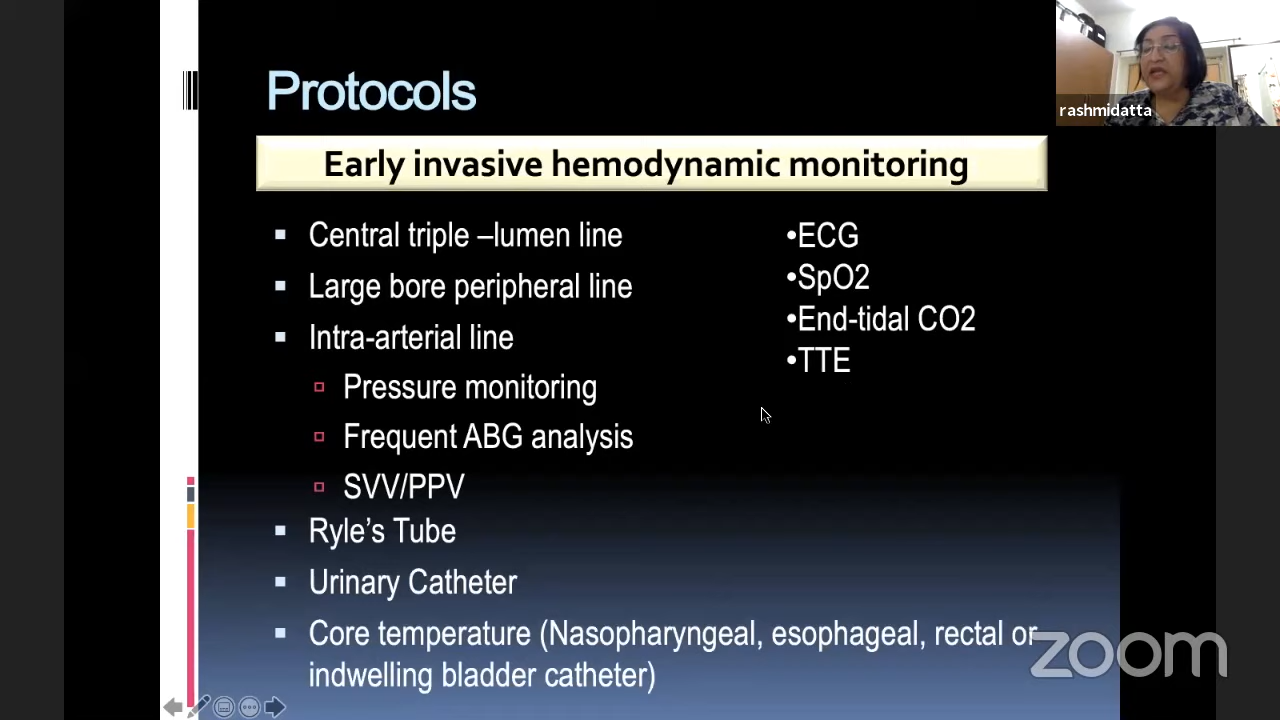 Protocols
rashmidatta
Early invasive hemodynamic monitoring
Central triple –lumen line
Large bore peripheral line
Intra-arterial line
Pressure monitoring
Frequent ABG analysis
SVV/PPV
Ryle's Tube
Urinary Catheter
Core temperature (Nasopharyngeal, esophageal, rectal or
indwelling bladder catheter)
•ECG
•SpO2
•End-tidal CO2
•TTE
zoom